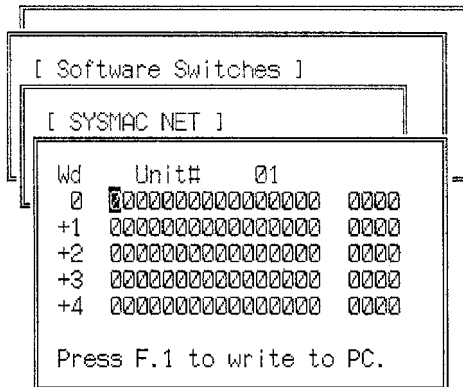 [ Software Switches ]
[ SYSMAC NET ]
Wd Unit# 01
0 0000000000000000 0000
+1 0000000000000000 0000
+2 0000000000000000 0000
+3 0000000000000000 0000
+4 0000000000000000 0000
Press F.1 to write to PC.